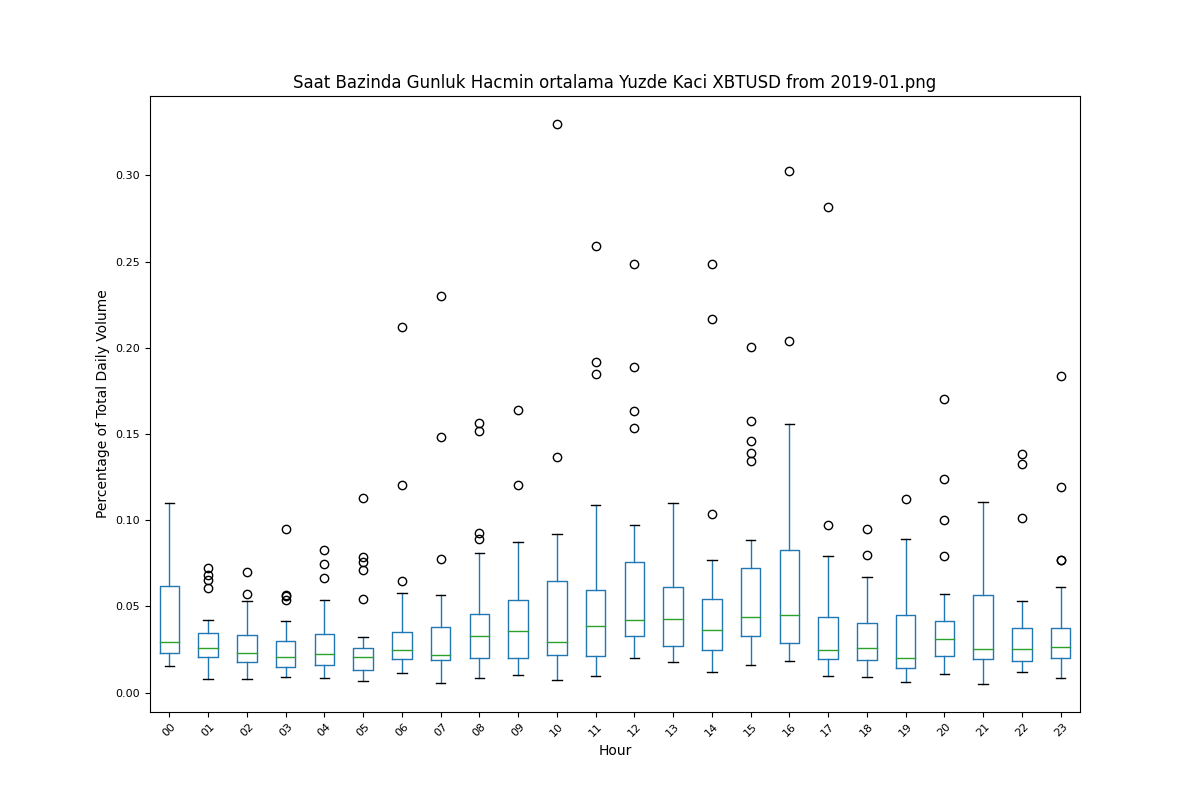 Saat Bazinda Gunluk Hacmin ortalama Yuzde Kaci XBTUSD from 2019-01.png
Percentage of Total Daily Volume
0.30
0.25
0.20
0.15
0.10
0.05
0.00
00 01 02 03 04 05 06 07 08 09 10 11 12 13 14 15 16 17 18 19 20 21 22 23
Hour